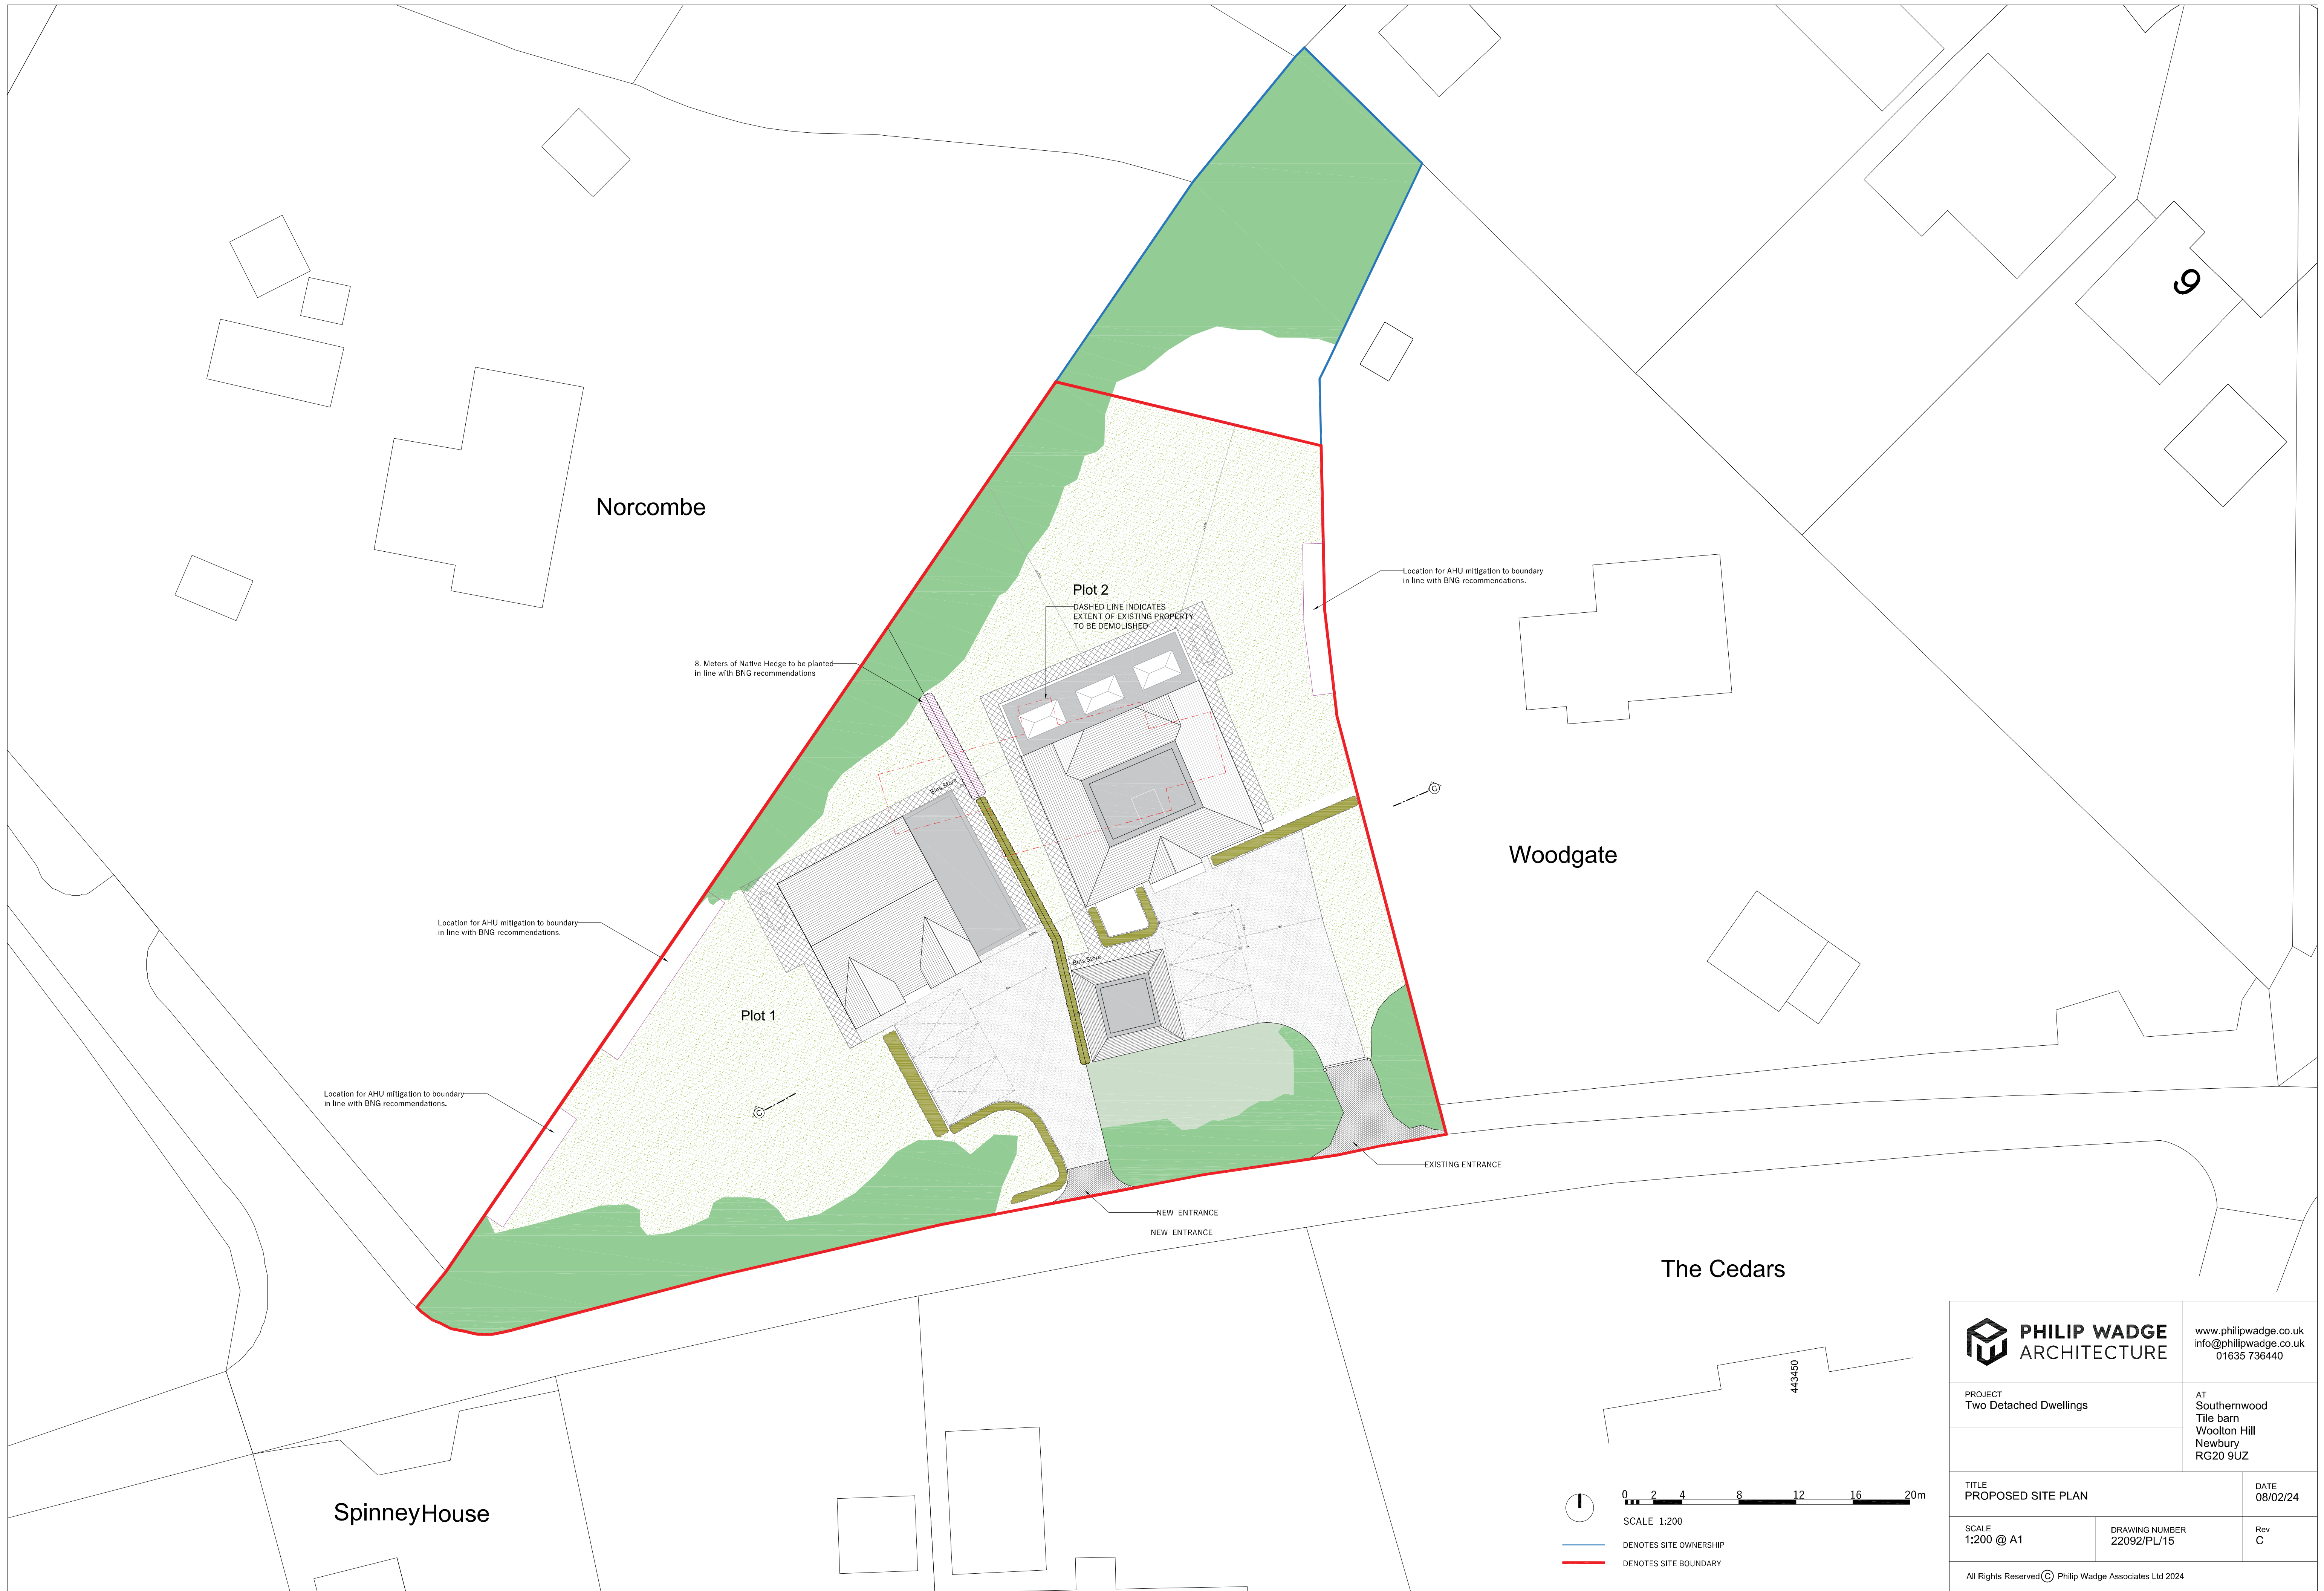 9
Norcombe
Location for AHU mitigation to boundary
in line with BNG recommendations.
Plot 2
DASHED LINE INDICATES
EXTENT OF EXISTING PROPERTY
TO BE DEMOLISHED
8. Meters of Native Hedge to be planted
in line with BNG recommendations
Bins Store
C
Woodgate
Location for AHU mitigation to boundary
in line with BNG recommendations.
Bins Store
Plot 1
Location for AHU mitigation to boundary
in line with BNG recommendations.
C
EXISTING ENTRANCE
NEW ENTRANCE
NEW ENTRANCE
The Cedars
443450
SpinneyHouse
0 2 4 8 12 16 20m
SCALE 1:200
DENOTES SITE OWNERSHIP
DENOTES SITE BOUNDARY
PHILIP WADGE
ARCHITECTURE
www.philipwadge.co.uk
info@philipwadge.co.uk
01635 736440
PROJECT
Two Detached Dwellings
AT
Southernwood
Tile barn
Woolton Hill
Newbury
RG20 9UZ
TITLE
PROPOSED SITE PLAN
DATE
08/02/24
SCALE
1:200 @ A1
DRAWING NUMBER
22092/PL/15
Rev
C
All Rights Reserved © Philip Wadge Associates Ltd 2024